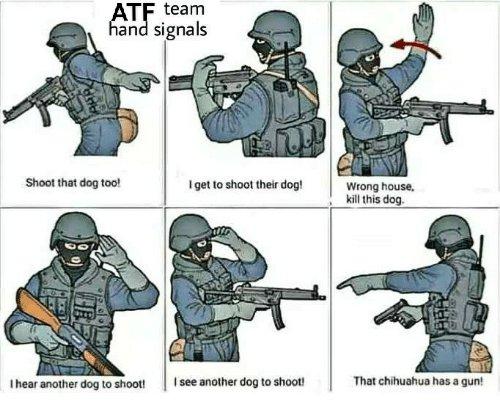 ATF team
hand signals
Shoot that dog too!
I get to shoot their dog!
Wrong house,
kill this dog.
I hear another dog to shoot!
I see another dog to shoot!
That chihuahua has a gun!